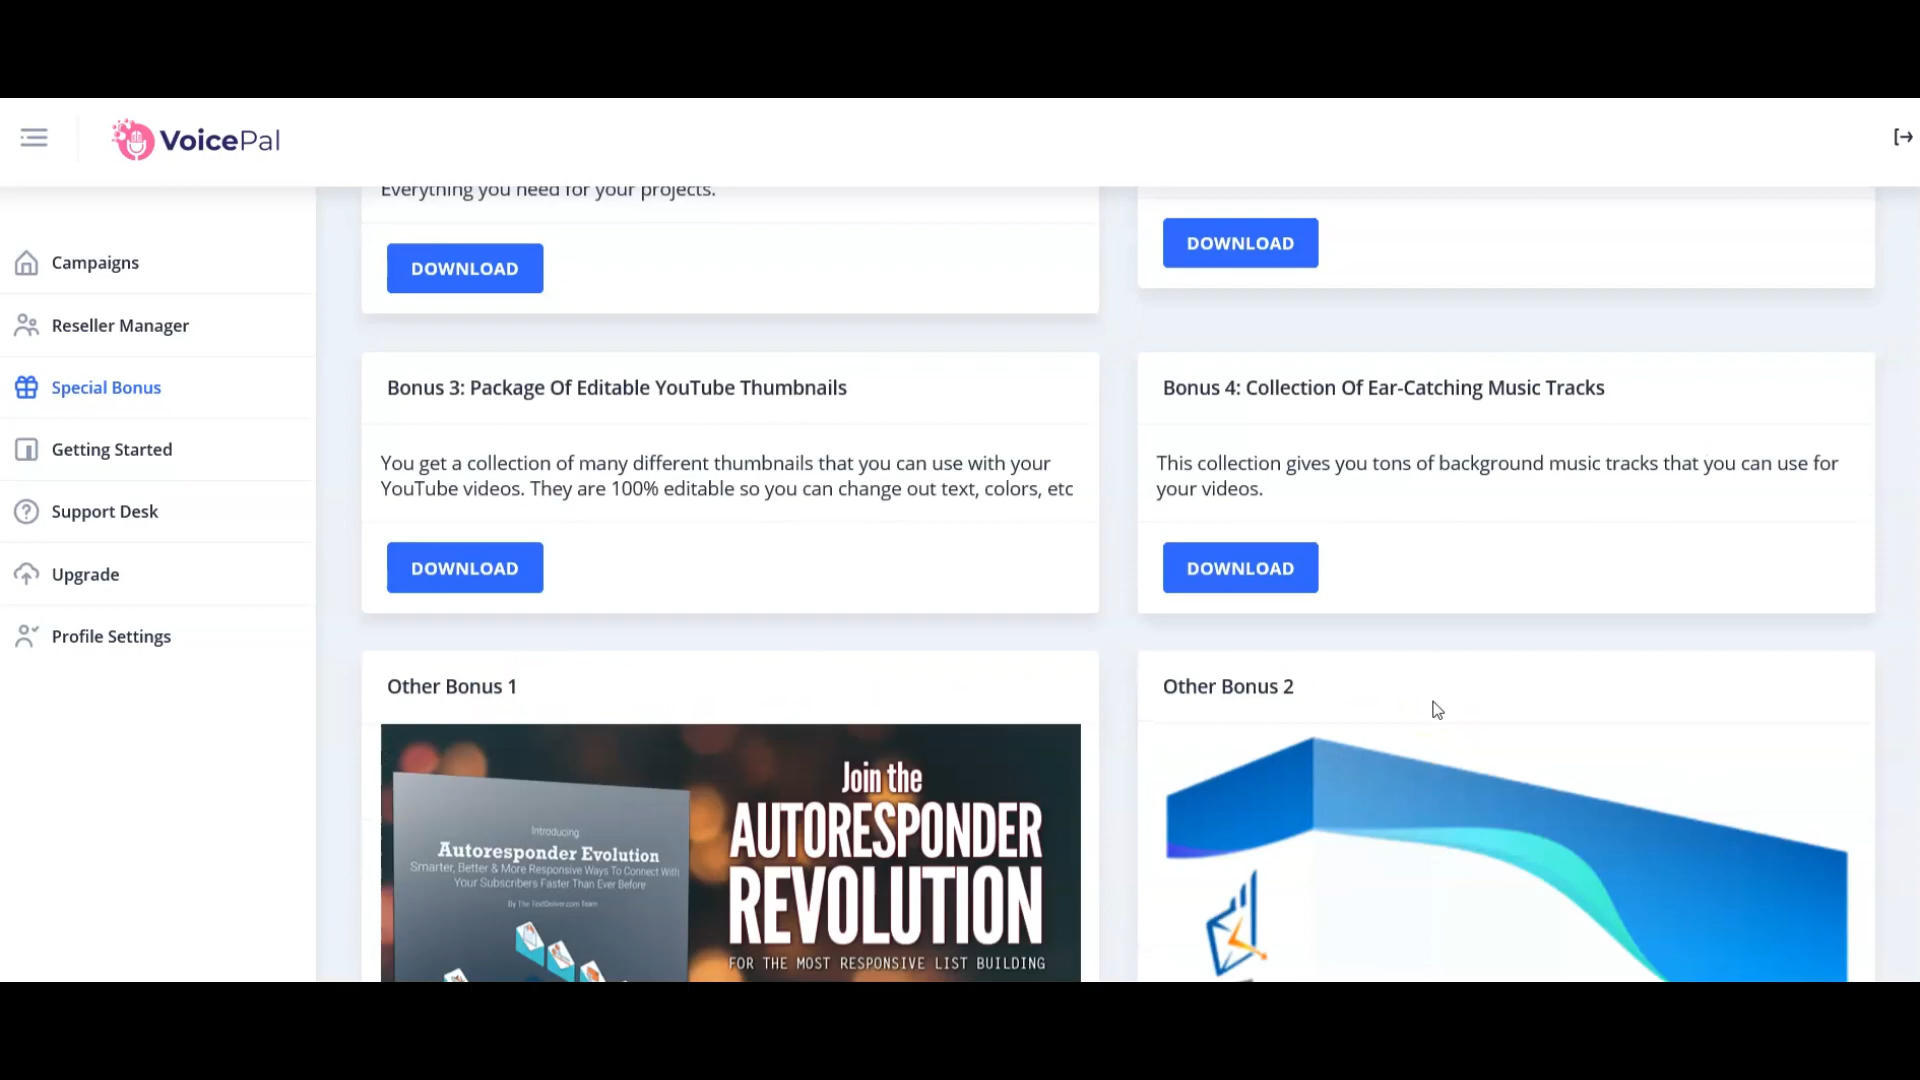 VoicePal
Campaigns
Reseller Manager
Special Bonus
Getting Started
Support Desk
Upgrade
Profile Settings
Everything you need for your projects.
DOWNLOAD
DOWNLOAD
Bonus 3: Package Of Editable YouTube Thumbnails
You get a collection of many different thumbnails that you can use with your
YouTube videos. They are 100% editable so you can change out text, colors, etc
DOWNLOAD
Bonus 4: Collection Of Ear-Catching Music Tracks
This collection gives you tons of background music tracks that you can use for
your videos.
DOWNLOAD
Other Bonus 1
Introducing
Autoresponder Evolution
Smarter, Better & More Responsive Ways To Connect With
Your Subscribers Faster Than Ever Before
By The TextDeliver.com Team
Join the
AUTORESPONDER
REVOLUTION
FOR THE MOST RESPONSIVE LIST BUILDING
Other Bonus 2